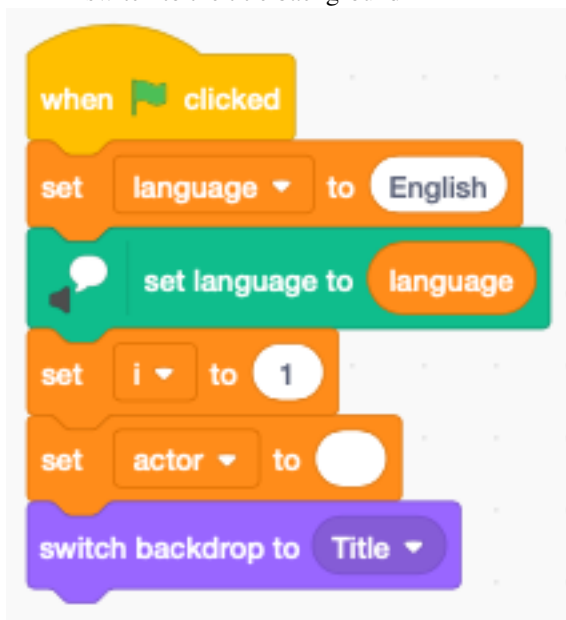 when clicked
set language to English
set language to language
set i to 1
set actor to
switch backdrop to Title